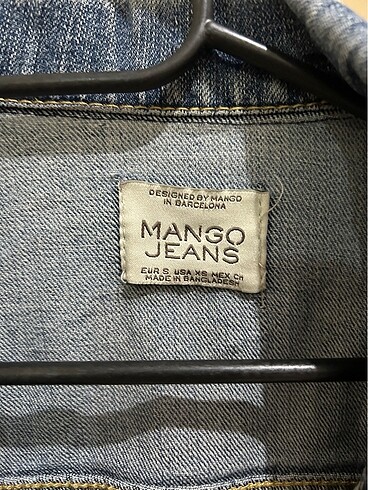 DESIGNED BY MANGO
IN BARCELONA
MANGO
JEANS
EUR S USA XS MEX CH
MADE IN BANGLADESH